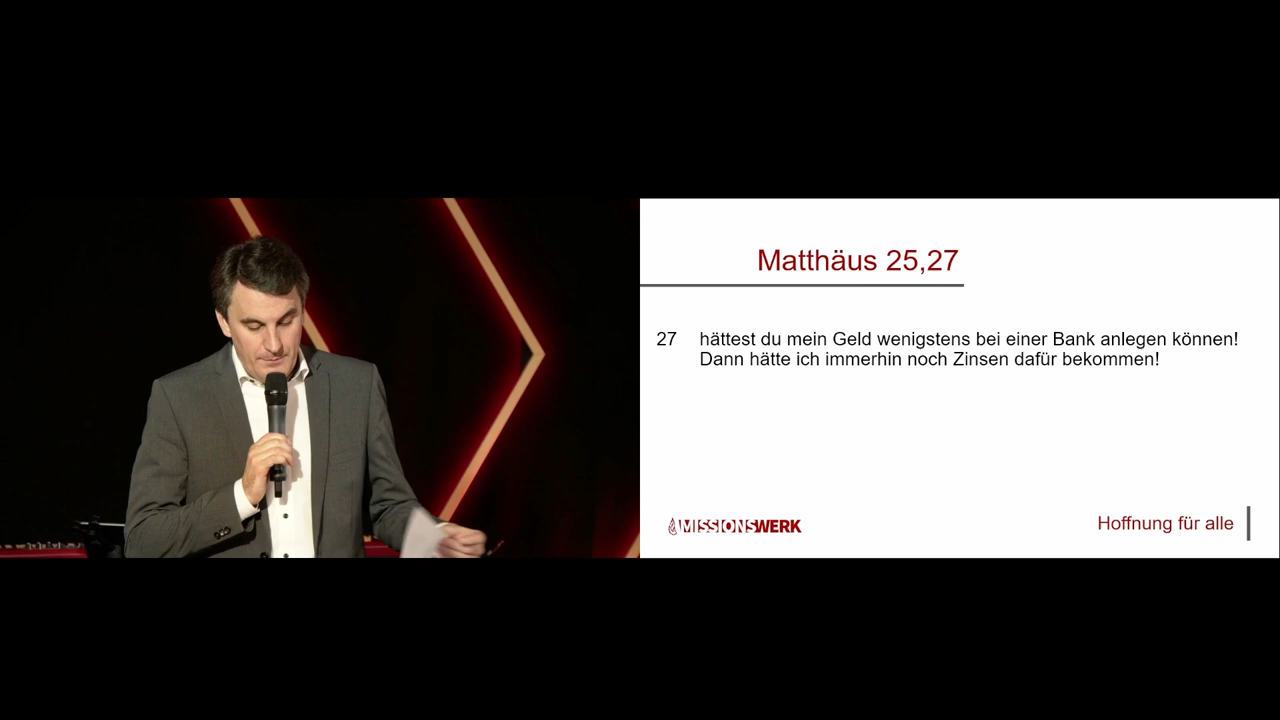 Matthäus 25,27
27 hättest du mein Geld wenigstens bei einer Bank anlegen können!
Dann hätte ich immerhin noch Zinsen dafür bekommen!
MISSIONSWERK
Hoffnung für alle